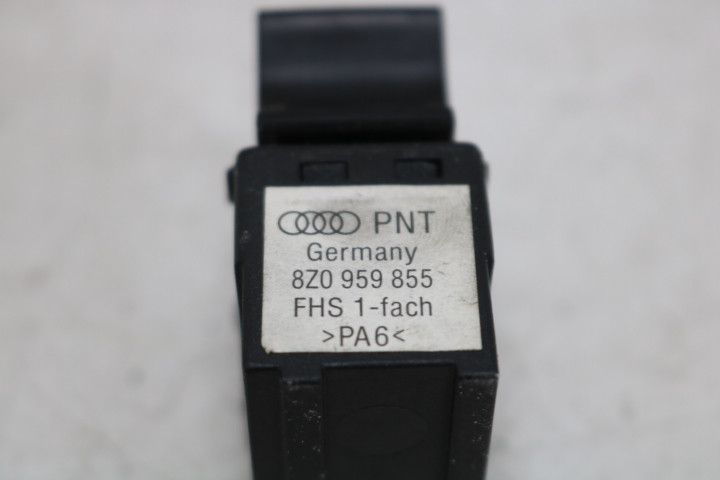 PNT
Germany
8Z0 959 855
FHS 1-fach
>PA6<